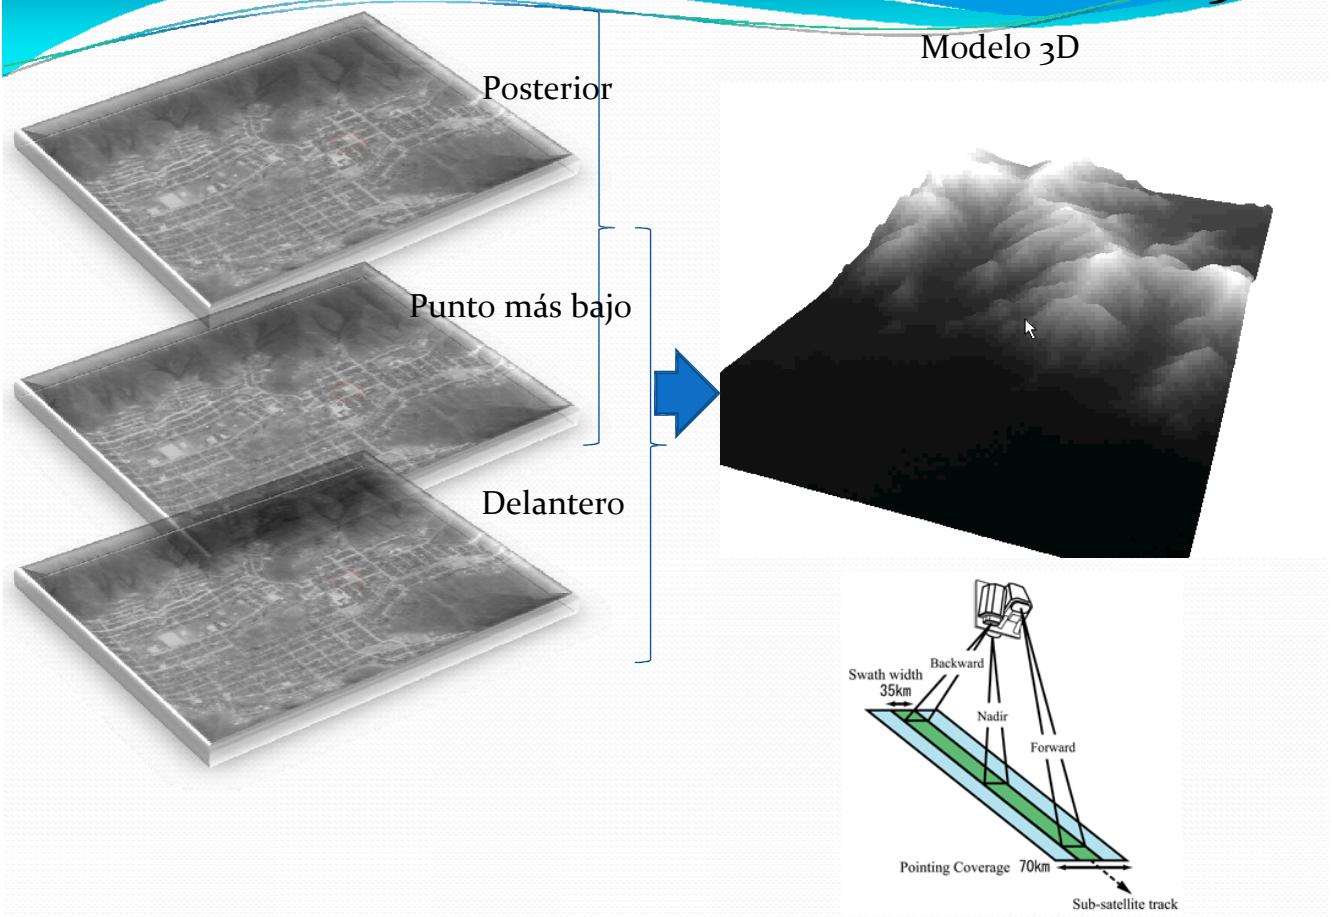 Modelo 3D
Posterior
Punto más bajo
Delantero
Backward
Swath width
35km
Nadir
Forward
Pointing Coverage 70km
Sub-satellite track